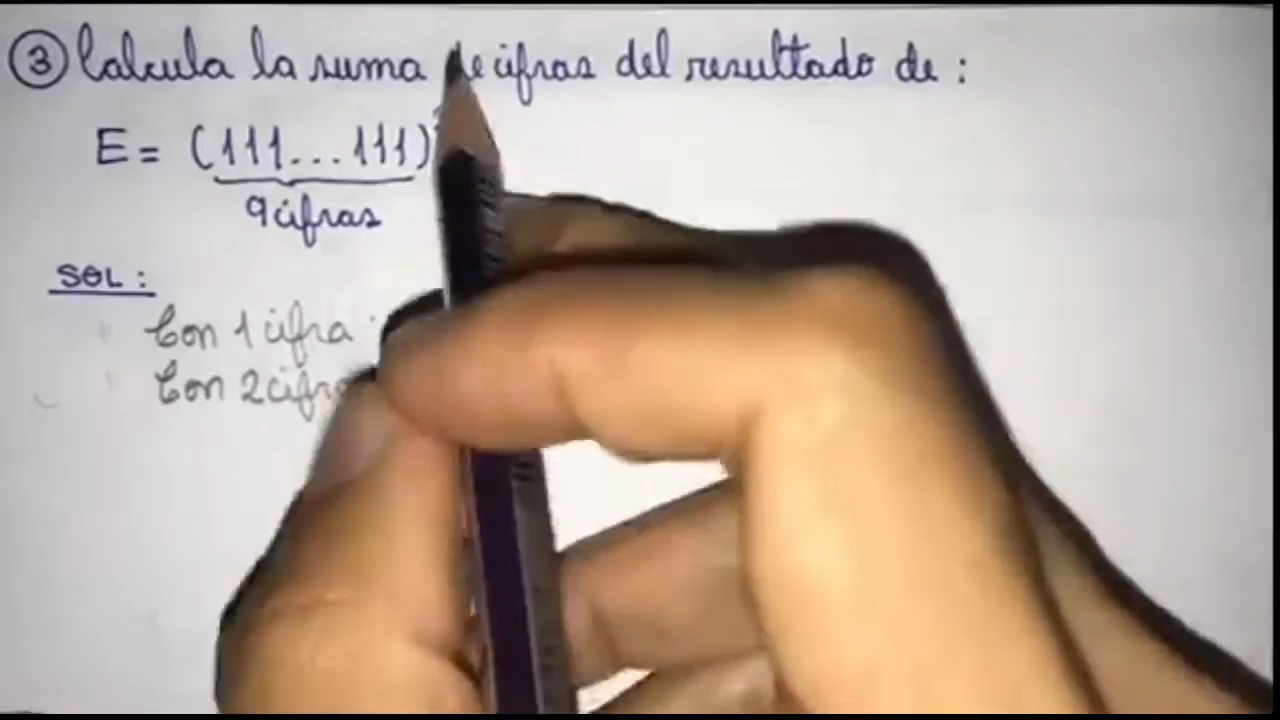 3 Calcula la suma de cifras del resultado de :
E = (111...111)
9 cifras
SOL :
Con 1 cifra
Con 2